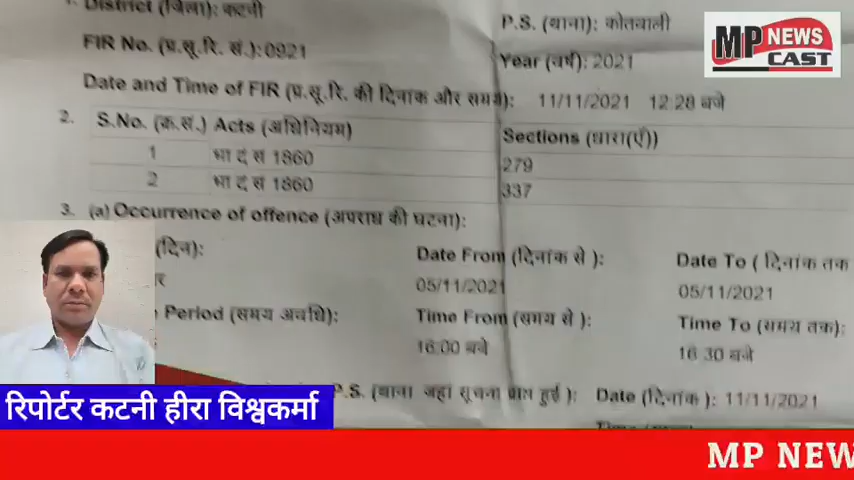 1. District (जिला): कटनी
P.S. (थाना): कोतवाली
MP NEWS CAST
FIR No. (प्र.सू.रि. सं.): 0921
Year (वर्ष): 2021
Date and Time of FIR (प्र.सू.रि. की दिनांक और समय): 11/11/2021 12:28 बजे
2. S.No. (क्र.सं.) Acts (अधिनियम) Sections (धारा(एँ))
1 भा द सं 1860 279
2 भा द सं 1860 337
3. (a) Occurrence of offence (अपराध की घटना):
(दिन): Date From (दिनांक से ): Date To ( दिनांक तक
05/11/2021 05/11/2021
Period (समय अवधि): Time From (समय से ): Time To (समय तक):
16:00 बजे 16:30 बजे
P.S. (थाना जहां सूचना प्राप्त हुई ): Date (दिनांक ): 11/11/2021
रिपोर्टर कटनी हीरा विश्वकर्मा
MP NEW